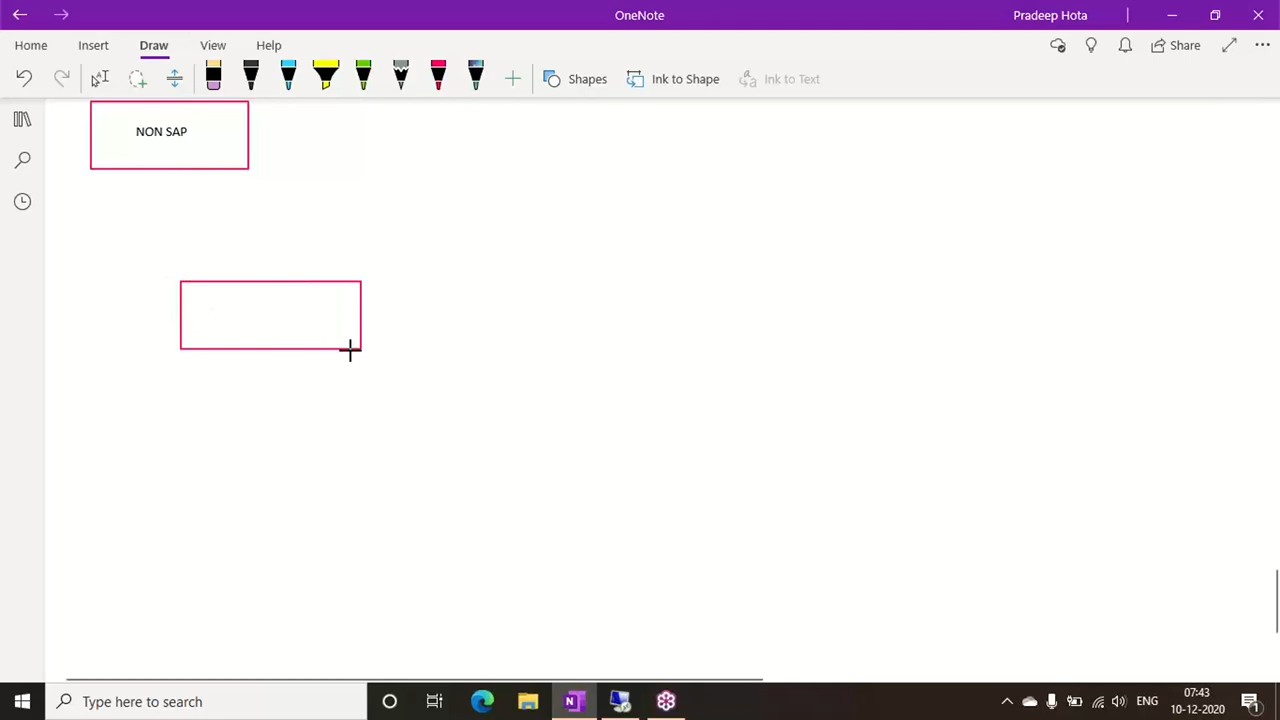 OneNote
Pradeep Hota
Home Insert Draw View Help
Share
Shapes
Ink to Shape
Ink to Text
NON SAP
Type here to search
ENG
07:43
10-12-2020